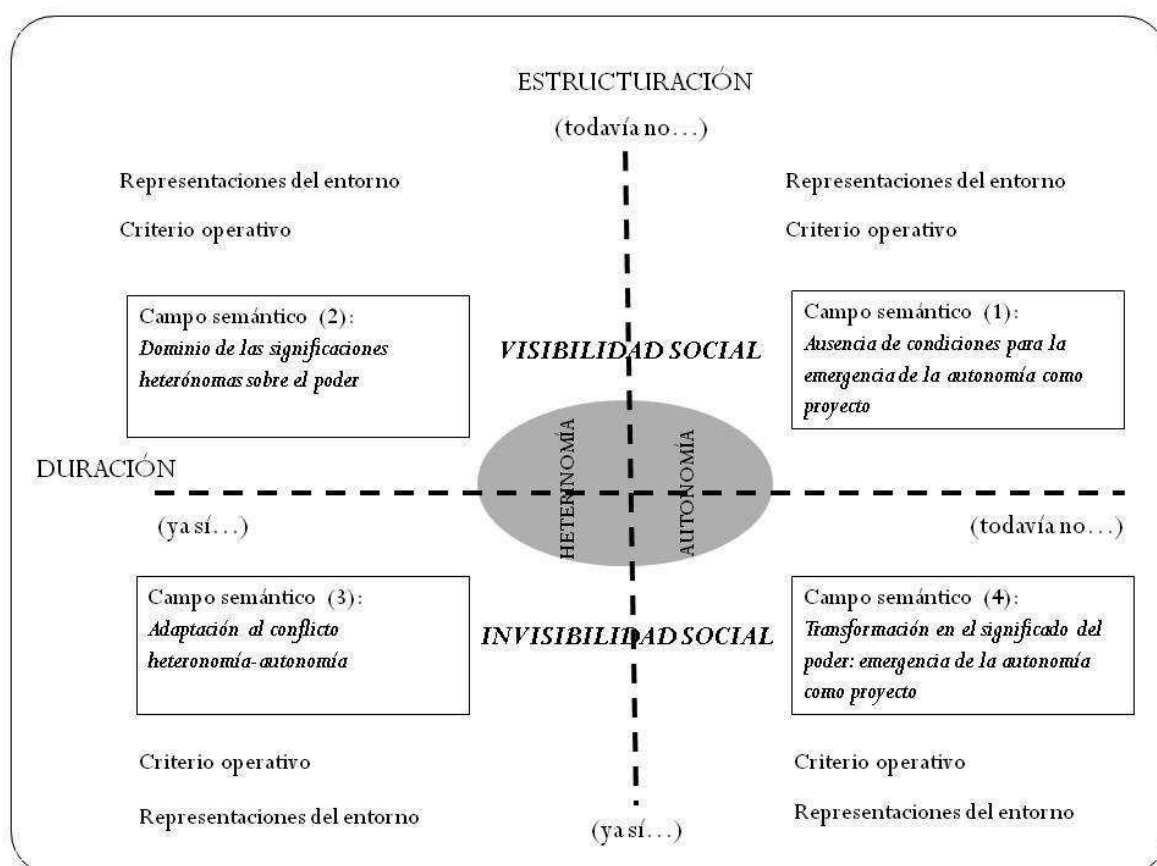 ESTRUCTURACIÓN
(todavía no...)
Representaciones del entorno
Representaciones del entorno
Criterio operativo
Criterio operativo
Campo semántico (2):
Dominio de las significaciones
heterónomas sobre el poder
VISIBILIDAD SOCIAL
Campo semántico (1):
Ausencia de condiciones para la
emergencia de la autonomía como
proyecto
HETERINOMÍA
AUTONOMÍA
DURACIÓN
(ya sí...)
(todavía no...)
Campo semántico (3):
Adaptación al conflicto
heteronomía-autonomía
INVISIBILIDAD SOCIAL
Campo semántico (4):
Transformación en el significado del
poder: emergencia de la autonomía
como proyecto
Criterio operativo
Criterio operativo
Representaciones del entorno
Representaciones del entorno
(ya sí...)